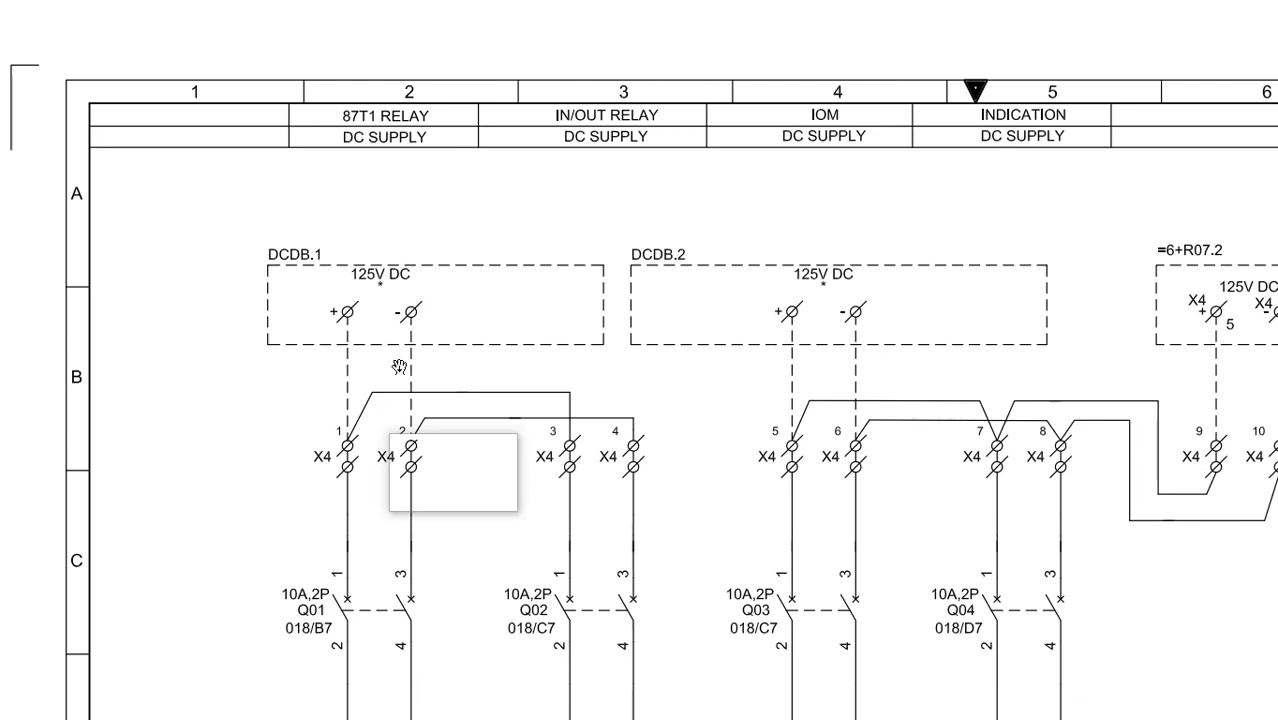 1 2 3 4 5 6
87T1 RELAY IN/OUT RELAY IOM INDICATION
DC SUPPLY DC SUPPLY DC SUPPLY DC SUPPLY
A
=6+R07.2
DCDB.1 DCDB.2
125V DC 125V DC 125V DC
* *
X4 X4
+ - + - + -
5
B
1 2 3 4 5 6 7 8 9 10
X4 X4 X4 X4 X4 X4 X4 X4 X4 X4
C
1 3 1 3 1 3 1 3
10A,2P 10A,2P 10A,2P 10A,2P
Q01 Q02 Q03 Q04
018/B7 018/C7 018/C7 018/D7
2 4 2 4 2 4 2 4